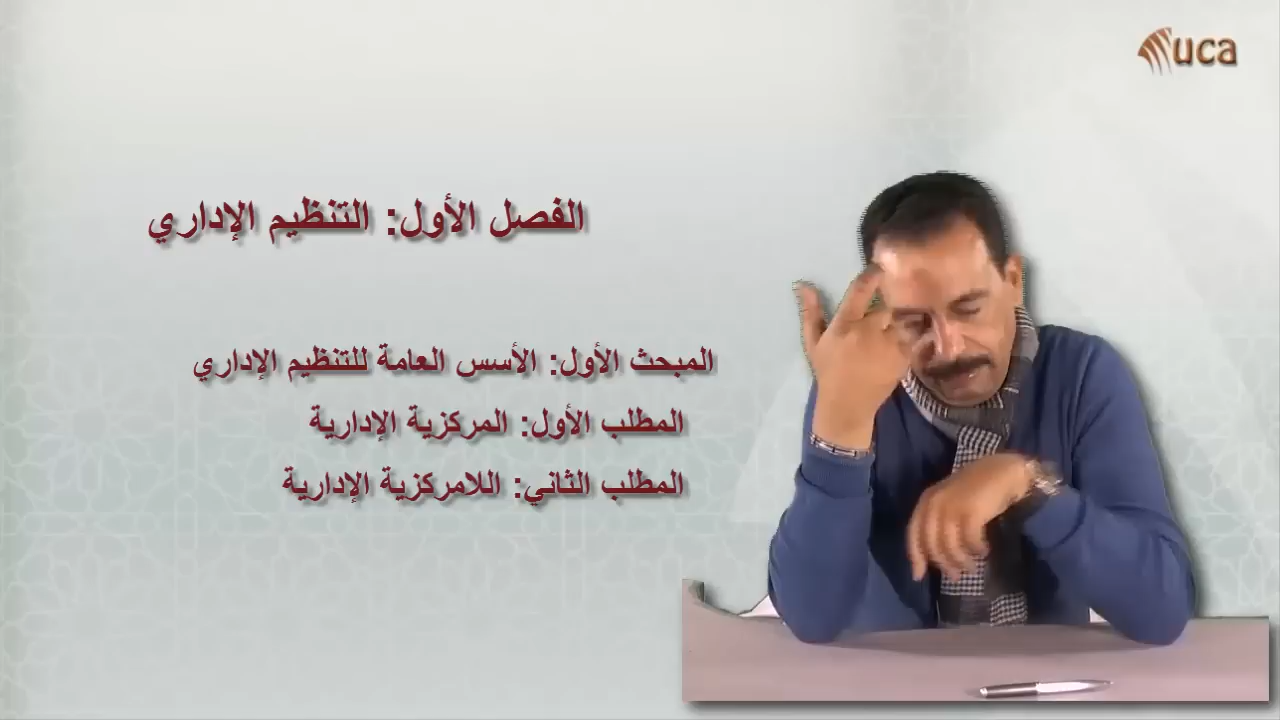 uca
الفصل الأول: التنظيم الإداري
المبحث الأول: الأسس العامة للتنظيم الإداري
المطلب الأول: المركزية الإدارية
المطلب الثاني: اللامركزية الإدارية